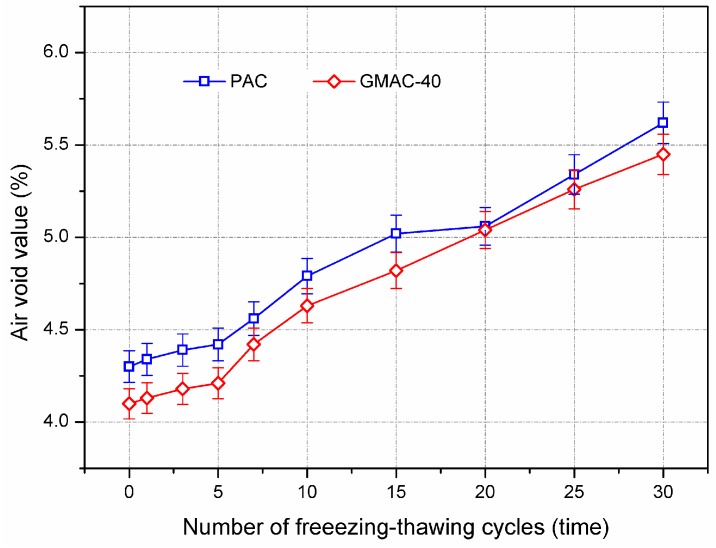 6.0
PAC GMAC-40
5.5
5.0
4.5
4.0
Air void value (%)
0 5 10 15 20 25 30
Number of freeezing-thawing cycles (time)